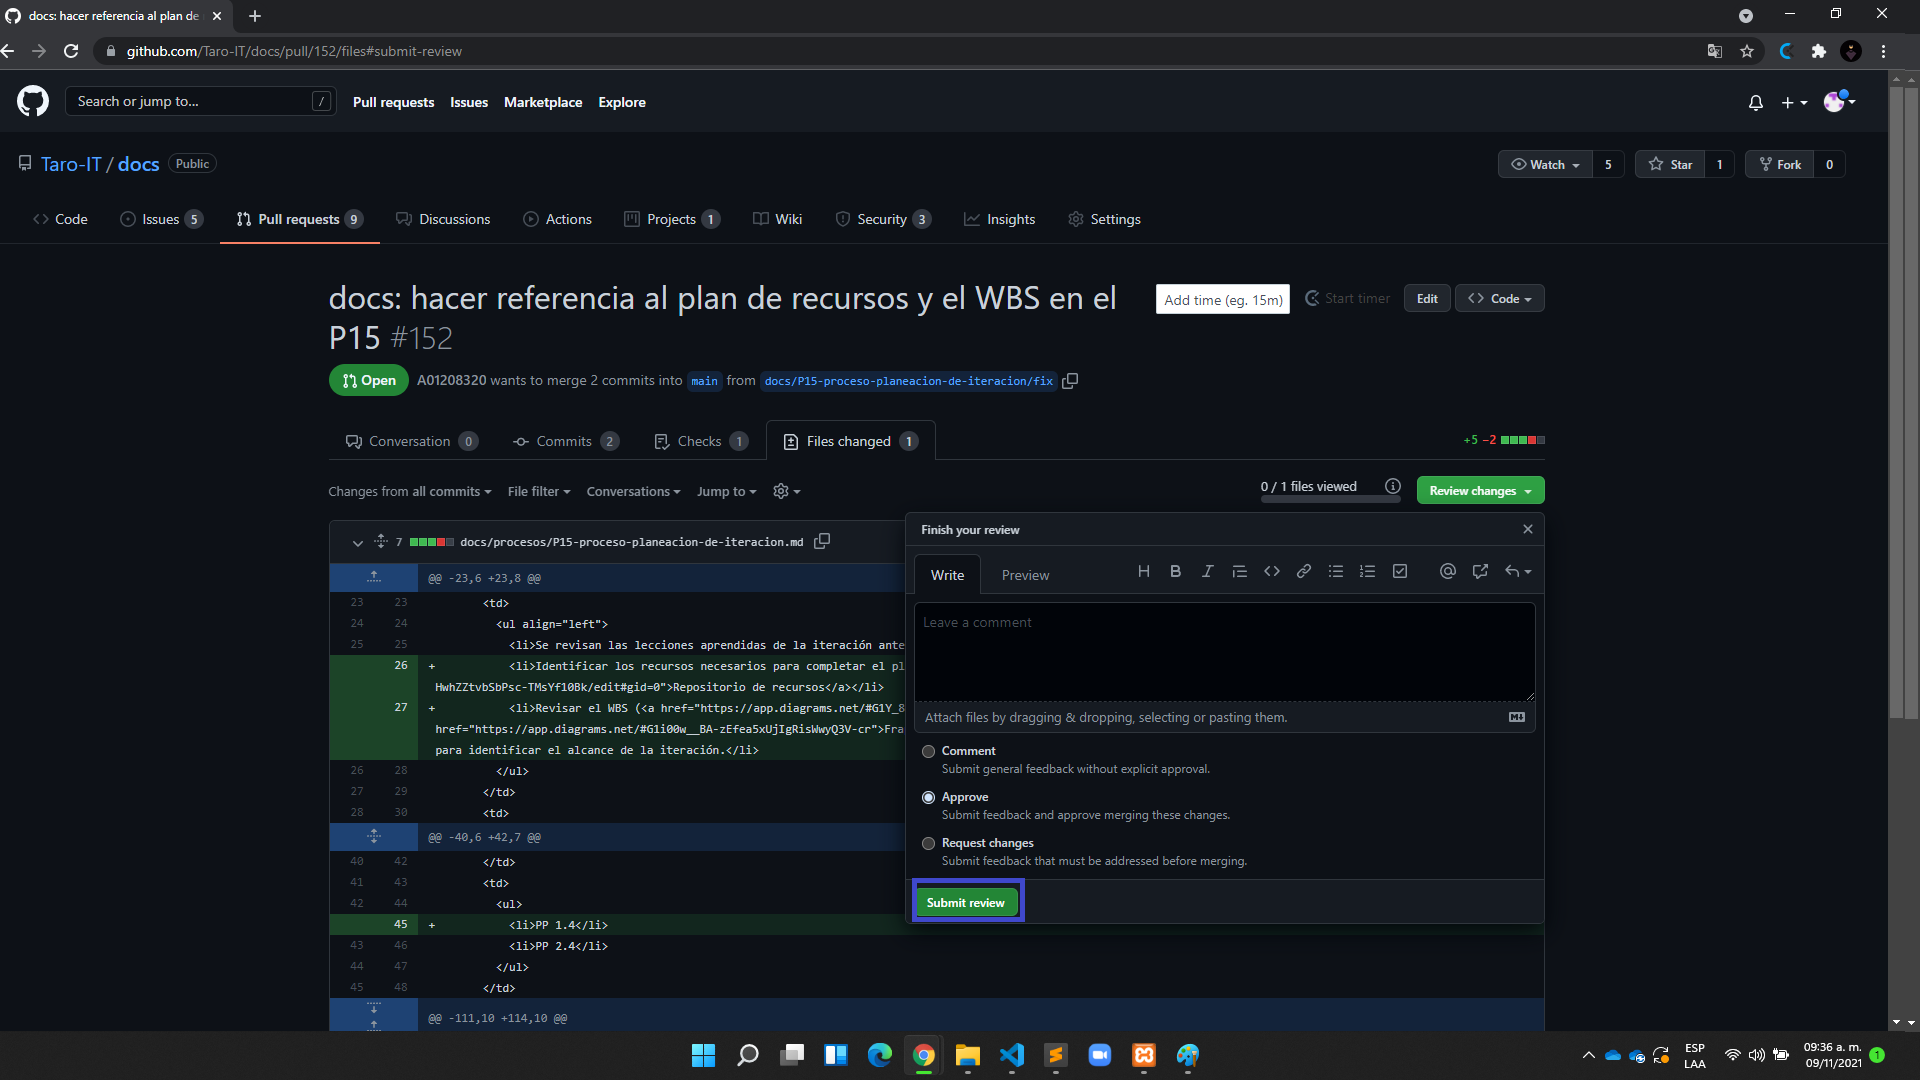 docs: hacer referencia al plan de
github.com/Taro-IT/docs/pull/152/files#submit-review
Search or jump to... /
Pull requests Issues Marketplace Explore
Taro-IT / docs Public
Watch 5 Star 1 Fork 0
Code Issues 5 Pull requests 9 Discussions Actions Projects 1 Wiki Security 3 Insights Settings
docs: hacer referencia al plan de recursos y el WBS en el
P15 #152
Add time (eg. 15m) Start timer Edit Code
Open A01208320 wants to merge 2 commits into main from docs/P15-proceso-planeacion-de-iteracion/fix
Conversation 0 Commits 2 Checks 1 Files changed 1
+5 −2
Changes from all commits File filter Conversations Jump to
0 / 1 files viewed
Review changes
7 docs/procesos/P15-proceso-planeacion-de-iteracion.md
@@ -23,6 +23,8 @@
23 23 <td>
24 24 <ul align="left">
25 25 <li>Se revisan las lecciones aprendidas de la iteración ante
26 + <li>Identificar los recursos necesarios para completar el pl
HwhZZtvbSbPsc-TMsYf10Bk/edit#gid=0">Repositorio de recursos</a></li>
27 + <li>Revisar el WBS (<a href="https://app.diagrams.net/#G1Y_8
href="https://app.diagrams.net/#G1i00w__BA-zEfea5xUjIgRisWwyQ3V-cr">Fra
para identificar el alcance de la iteración.</li>
26 28 </ul>
27 29 </td>
28 30 <td>
@@ -40,6 +42,7 @@
40 42 </td>
41 43 <td>
42 44 <ul>
45 + <li>PP 1.4</li>
43 46 <li>PP 2.4</li>
44 47 </ul>
45 48 </td>
@@ -111,10 +114,10 @@
Finish your review
Write Preview
Leave a comment
Attach files by dragging & dropping, selecting or pasting them.
Comment
Submit general feedback without explicit approval.
Approve
Submit feedback and approve merging these changes.
Request changes
Submit feedback that must be addressed before merging.
Submit review
ESP
LAA
09:36 a. m.
09/11/2021
1